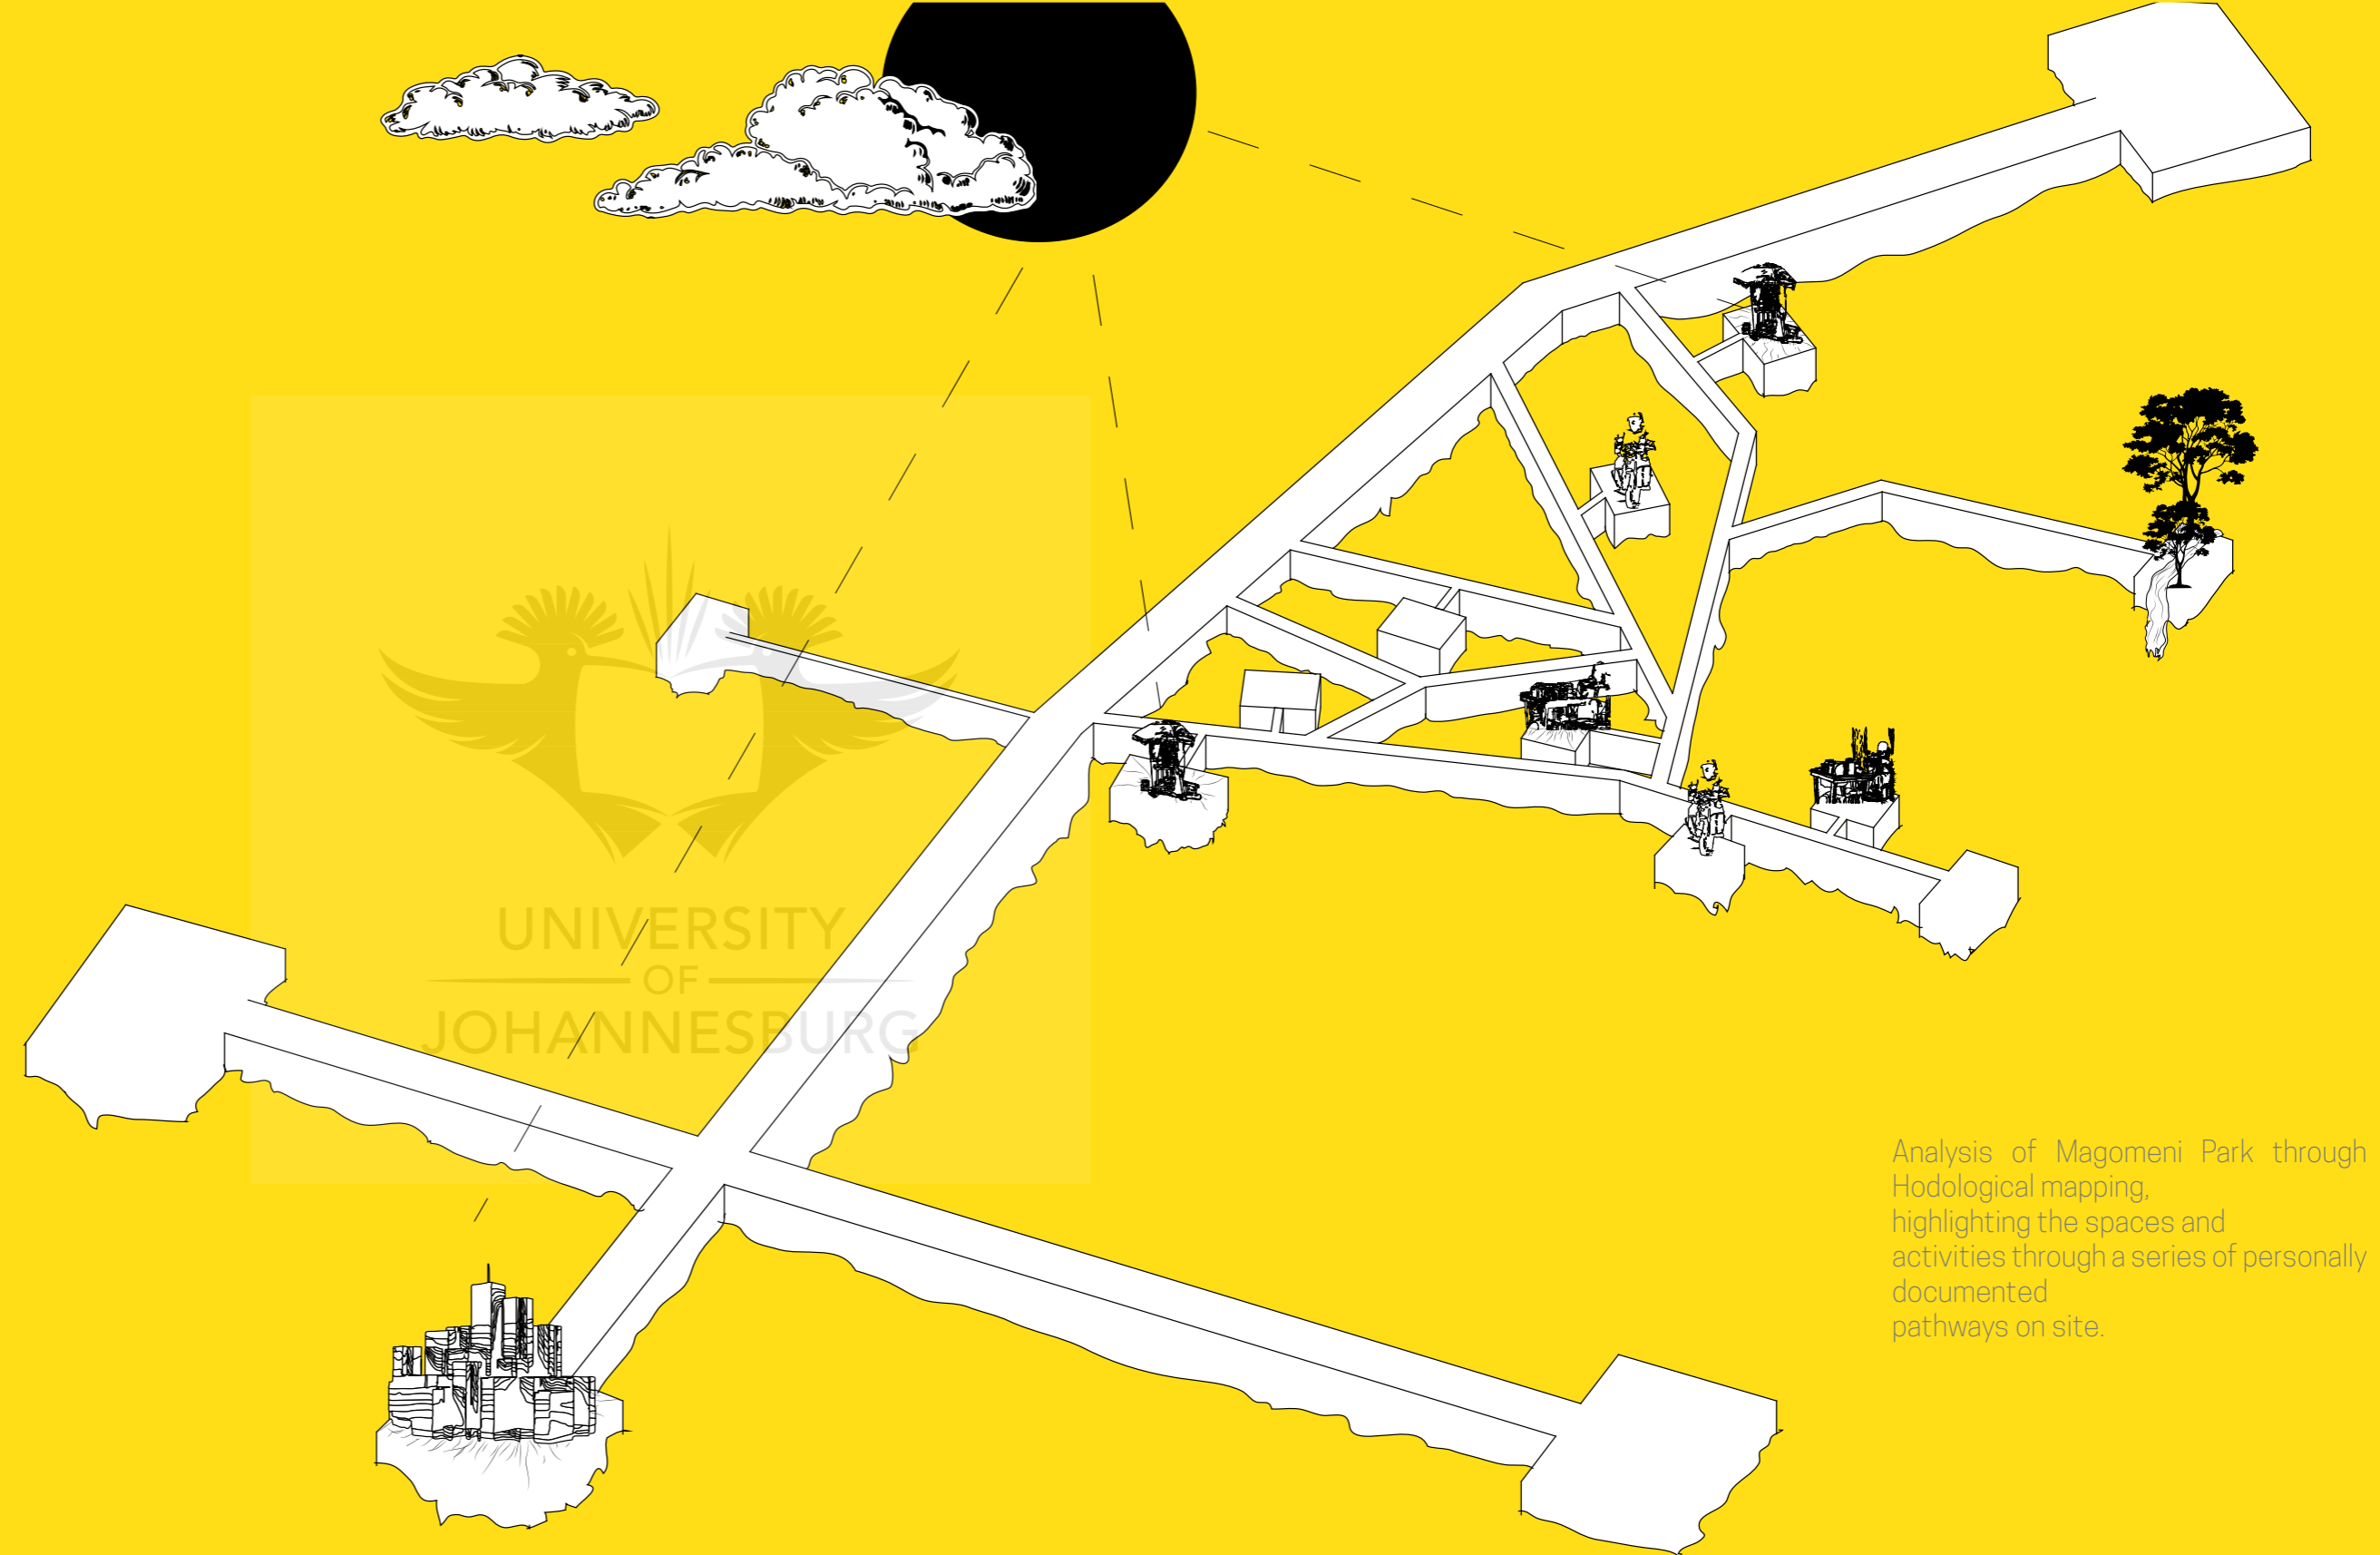 UNIVERSITY
OF
JOHANNESBURG
Analysis of Magomeni Park through
Hodological mapping,
highlighting the spaces and
activities through a series of personally
documented
pathways on site.